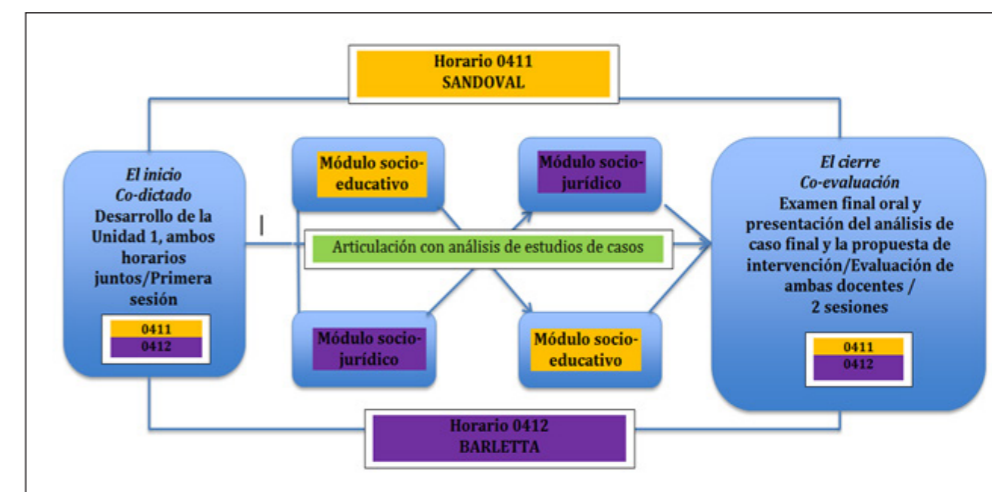 Horario 0411
SANDOVAL
El inicio
Co-dictado
Desarrollo de la
Unidad 1, ambos
horarios
juntos/Primera
sesión
0411
0412
Módulo socio-
educativo
Módulo socio-
jurídico
Articulación con análisis de estudios de casos
Módulo socio-
jurídico
Módulo socio-
educativo
El cierre
Co-evaluación
Examen final oral y
presentación del análisis de
caso final y la propuesta de
intervención/Evaluación de
ambas docentes /
2 sesiones
0411
0412
Horario 0412
BARLETTA